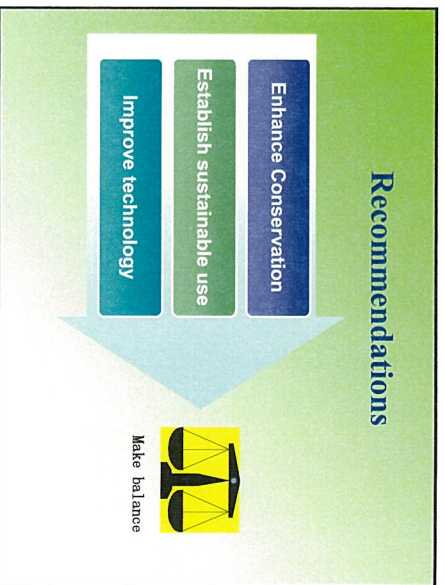 Recommendations
Enhance Conservation
Establish sustainable use
Improve technology
Make balance